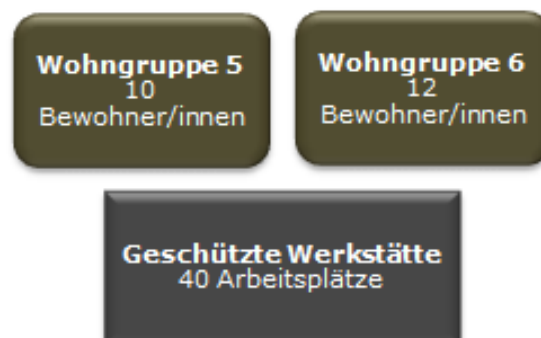 Wohngruppe 5
10
Bewohner/innen
Wohngruppe 6
12
Bewohner/innen
Geschützte Werkstätte
40 Arbeitsplätze